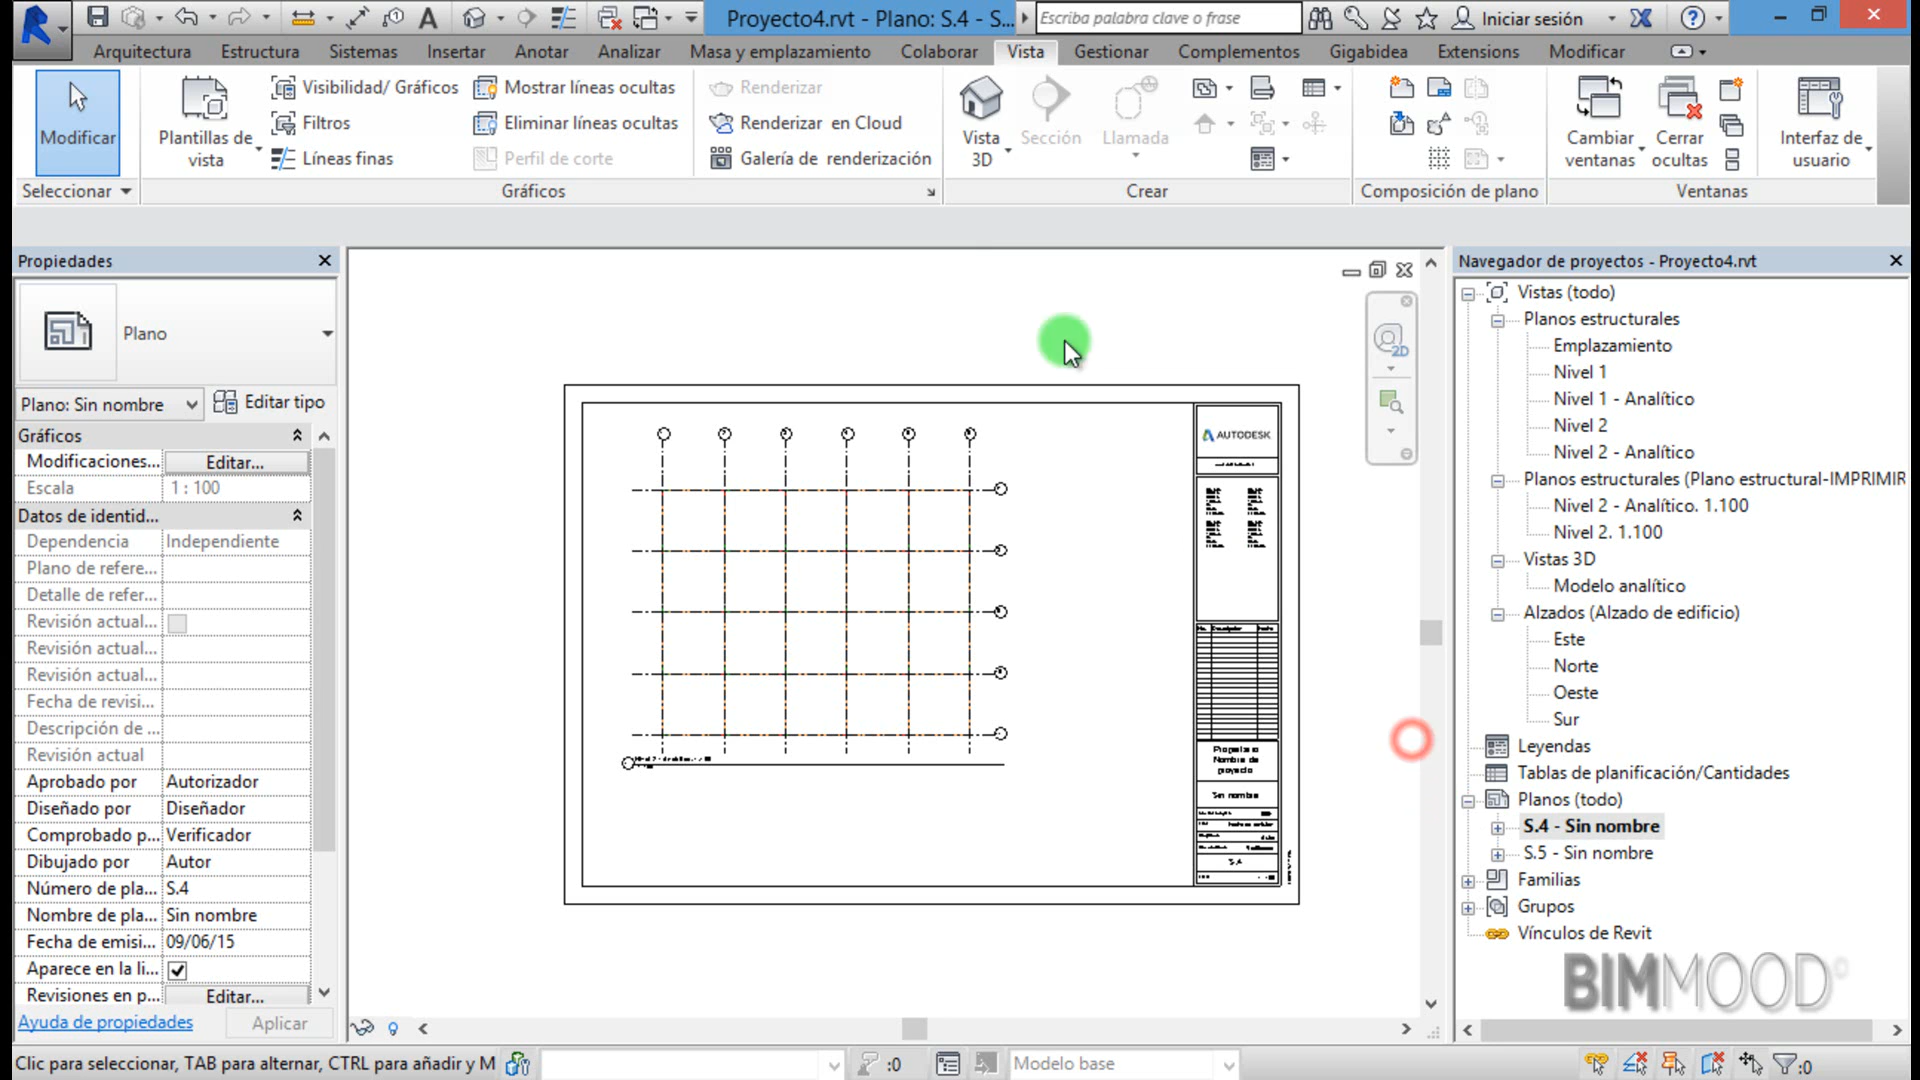 Proyecto4.rvt - Plano: S.4 - S...
Escriba palabra clave o frase
Iniciar sesión
Arquitectura
Estructura
Sistemas
Insertar
Anotar
Analizar
Masa y emplazamiento
Colaborar
Vista
Gestionar
Complementos
Gigabidea
Extensions
Modificar
Modificar
Plantillas de vista
Visibilidad/ Gráficos
Filtros
Líneas finas
Mostrar líneas ocultas
Eliminar líneas ocultas
Perfil de corte
Renderizar
Renderizar en Cloud
Galería de renderización
Vista 3D
Sección
Llamada
Cambiar ventanas
Cerrar ocultas
Interfaz de usuario
Seleccionar
Gráficos
Crear
Composición de plano
Ventanas
Propiedades
Plano
Plano: Sin nombre
Editar tipo
Gráficos
Modificaciones... Editar...
Escala 1 : 100
Datos de identid...
Dependencia Independiente
Plano de refere...
Detalle de refer...
Revisión actual...
Revisión actual...
Revisión actual...
Fecha de revisi...
Descripción de ...
Revisión actual
Aprobado por Autorizador
Diseñado por Diseñador
Comprobado p... Verificador
Dibujado por Autor
Número de pla... S.4
Nombre de pla... Sin nombre
Fecha de emisi... 09/06/15
Aparece en la li...
Revisiones en p... Editar...
Ayuda de propiedades
Aplicar
2D
AUTODESK
Propietario
Nombre de
proyecto
Sin nombre
S.4
Navegador de proyectos - Proyecto4.rvt
Vistas (todo)
Planos estructurales
Emplazamiento
Nivel 1
Nivel 1 - Analítico
Nivel 2
Nivel 2 - Analítico
Planos estructurales (Plano estructural-IMPRIMIR
Nivel 2 - Analítico. 1.100
Nivel 2. 1.100
Vistas 3D
Modelo analítico
Alzados (Alzado de edificio)
Este
Norte
Oeste
Sur
Leyendas
Tablas de planificación/Cantidades
Planos (todo)
S.4 - Sin nombre
S.5 - Sin nombre
Familias
Grupos
Vínculos de Revit
BIMMOOD
Clic para seleccionar, TAB para alternar, CTRL para añadir y M
:0
Modelo base
:0